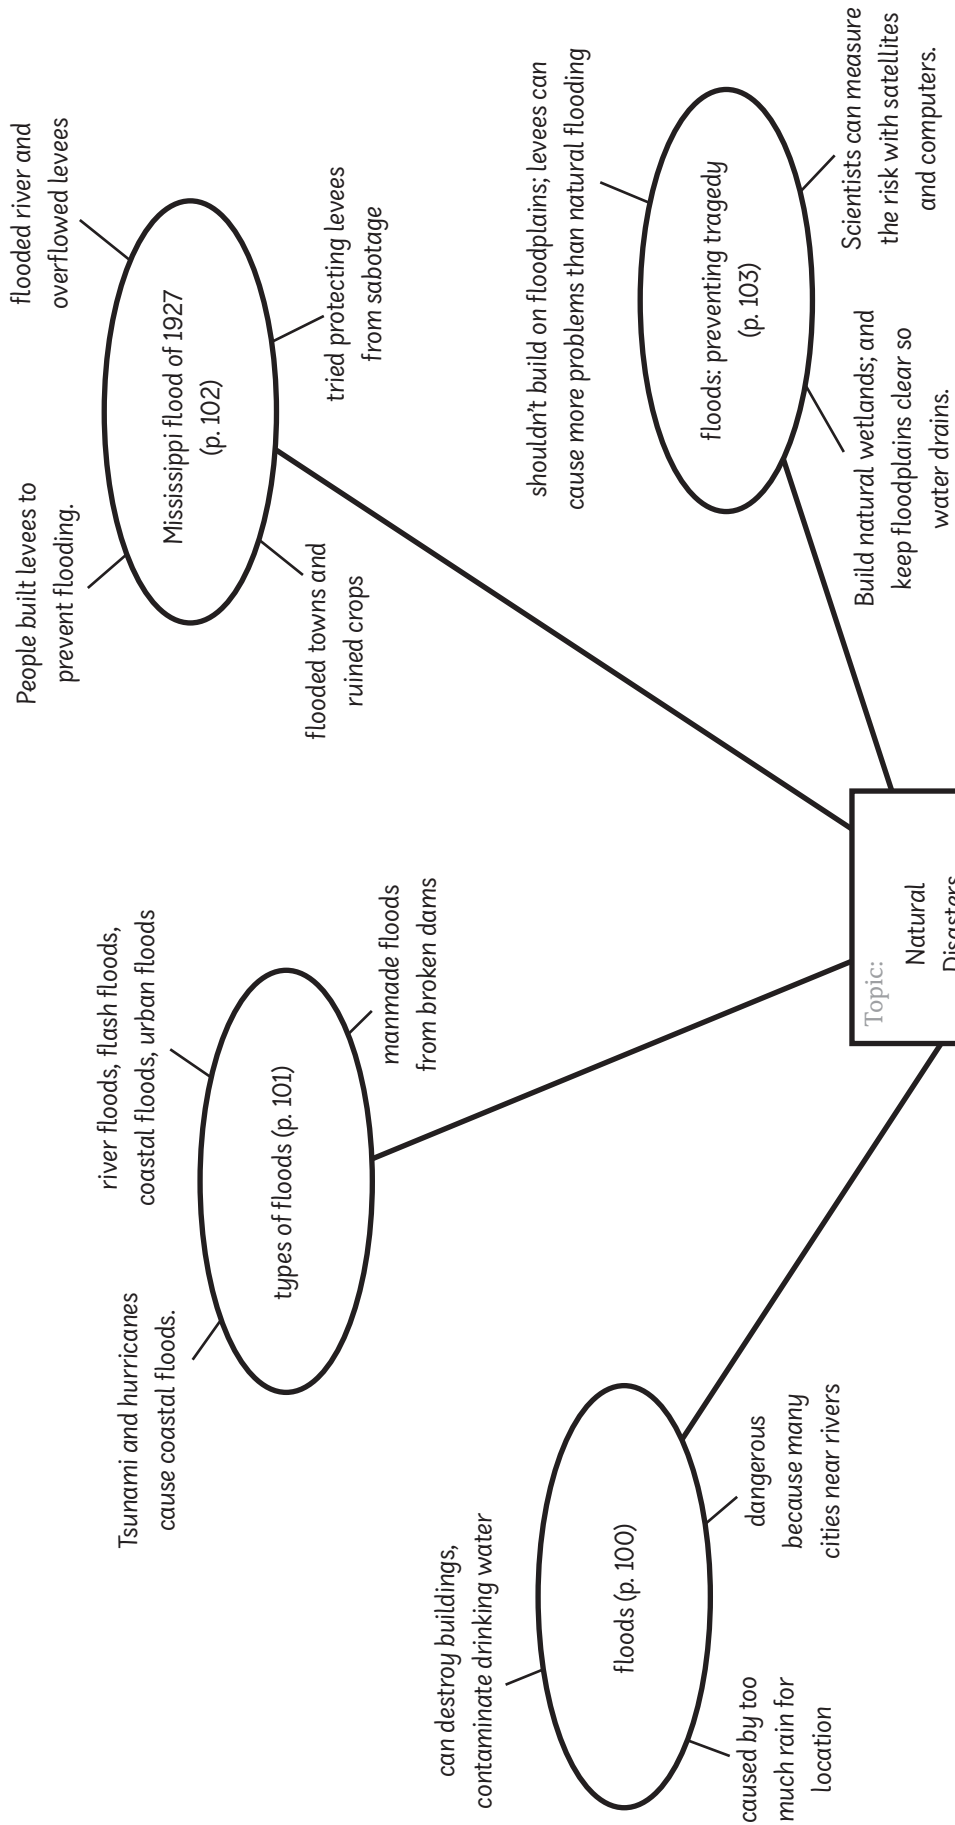 can destroy buildings,
contaminate drinking water
floods (p. 100)
caused by too
much rain for
location
dangerous
because many
cities near rivers
Tsunami and hurricanes
cause coastal floods.
river floods, flash floods,
coastal floods, urban floods
types of floods (p. 101)
manmade floods
from broken dams
People built levees to
prevent flooding.
flooded river and
overflowed levees
Mississippi flood of 1927
(p. 102)
flooded towns and
ruined crops
tried protecting levees
from sabotage
shouldn't build on floodplains; levees can
cause more problems than natural flooding
floods: preventing tragedy
(p. 103)
Build natural wetlands; and
keep floodplains clear so
water drains.
Scientists can measure
the risk with satellites
and computers.
Topic:
Natural
Disasters